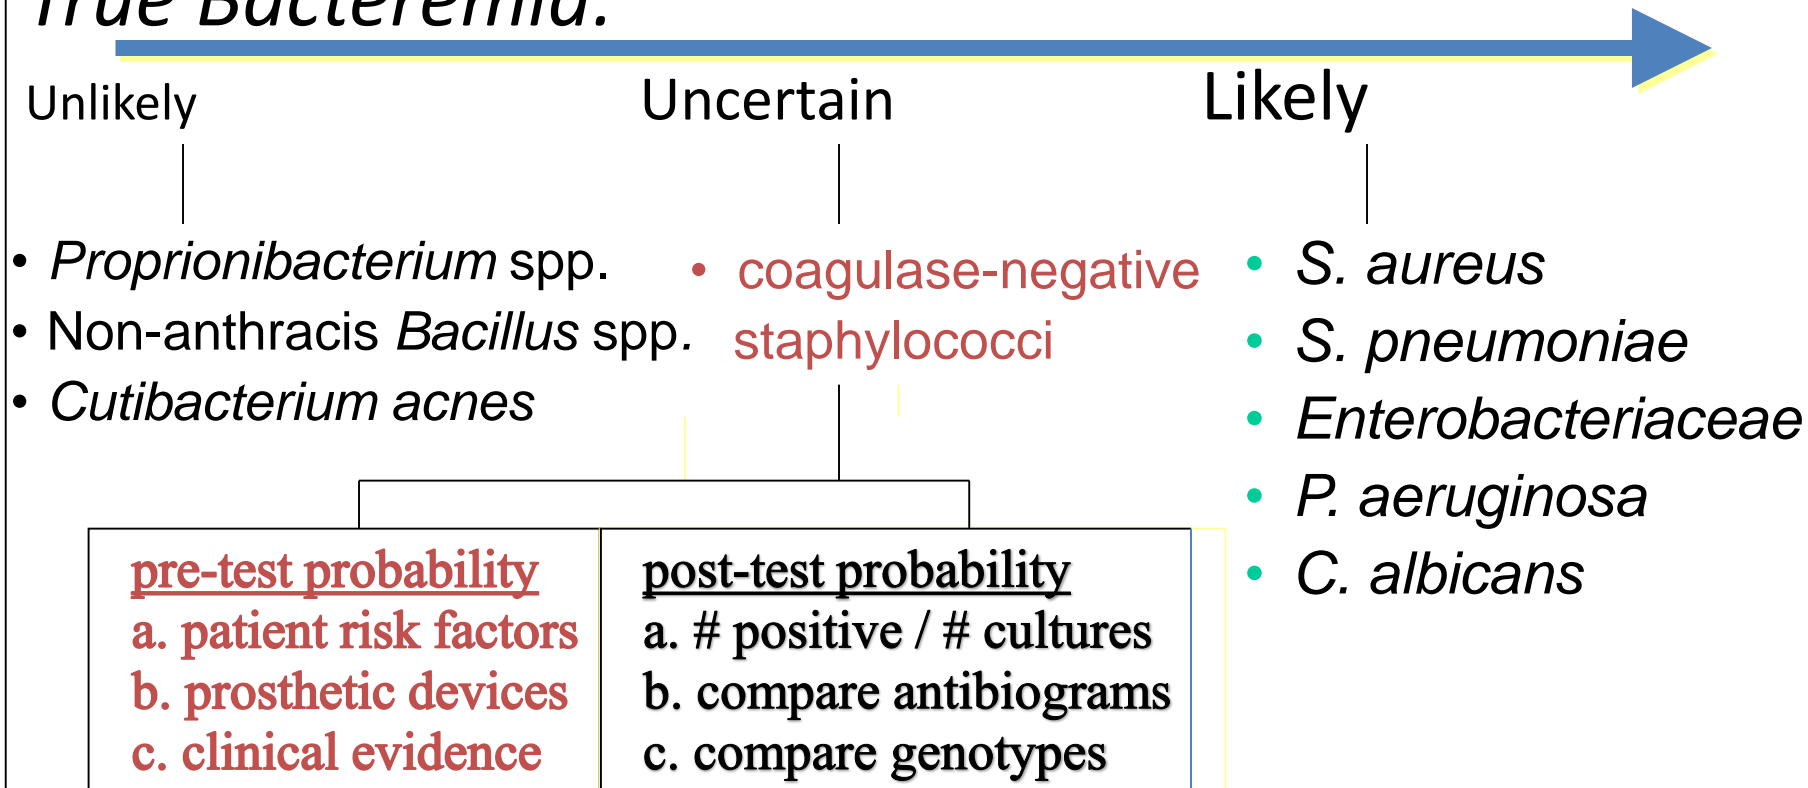 True Bacteremia:
Unlikely
Uncertain
Likely
• Proprionibacterium spp.
• Non-anthracis Bacillus spp.
• Cutibacterium acnes
• coagulase-negative
staphylococci
• S. aureus
• S. pneumoniae
• Enterobacteriaceae
• P. aeruginosa
• C. albicans
pre-test probability
a. patient risk factors
b. prosthetic devices
c. clinical evidence
post-test probability
a. # positive / # cultures
b. compare antibiograms
c. compare genotypes